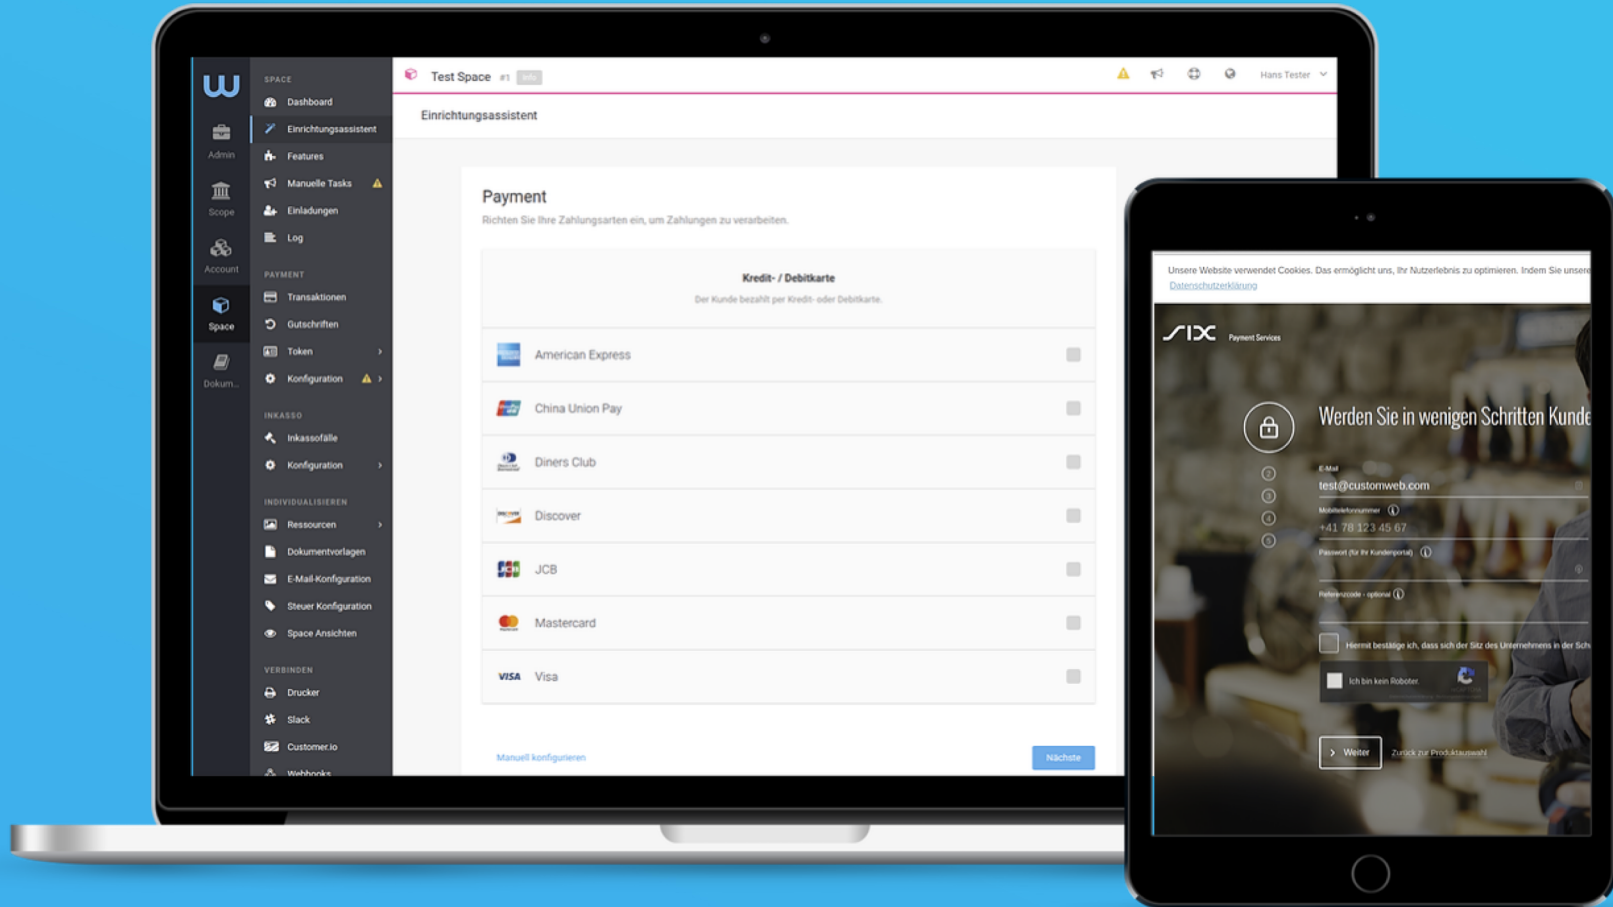 SPACE
Dashboard
Einrichtungsassistent
Features
Manuelle Tasks
Einladungen
Log
PAYMENT
Transaktionen
Gutschriften
Token
Konfiguration
INKASSO
Inkassofälle
Konfiguration
INDIVIDUALISIEREN
Ressourcen
Dokumentvorlagen
E-Mail-Konfiguration
Steuer Konfiguration
Space Ansichten
VERBINDEN
Drucker
Slack
Customer.io
Webhooks
Admin
Scope
Account
Space
Dokum...
Test Space #1 Info
Hans Tester
Einrichtungsassistent
Payment
Richten Sie Ihre Zahlungsarten ein, um Zahlungen zu verarbeiten.
Kredit- / Debitkarte
Der Kunde bezahlt per Kredit- oder Debitkarte.
American Express
China Union Pay
Diners Club
Discover
JCB
Mastercard
VISA Visa
Manuell konfigurieren
Nächste
Unsere Website verwendet Cookies. Das ermöglicht uns, Ihr Nutzerlebnis zu optimieren. Indem Sie unsere
Datenschutzerklärung
SIX Payment Services
Werden Sie in wenigen Schritten Kunde
E-Mail
test@customweb.com
Mobiltelefonnummer
+41 78 123 45 67
Passwort (für Ihr Kundenportal)
Referenzcode - optional
2
3
4
5
Hiermit bestätige ich, dass sich der Sitz des Unternehmens in der Sch
Ich bin kein Roboter.
Weiter
Zurück zur Produktauswahl